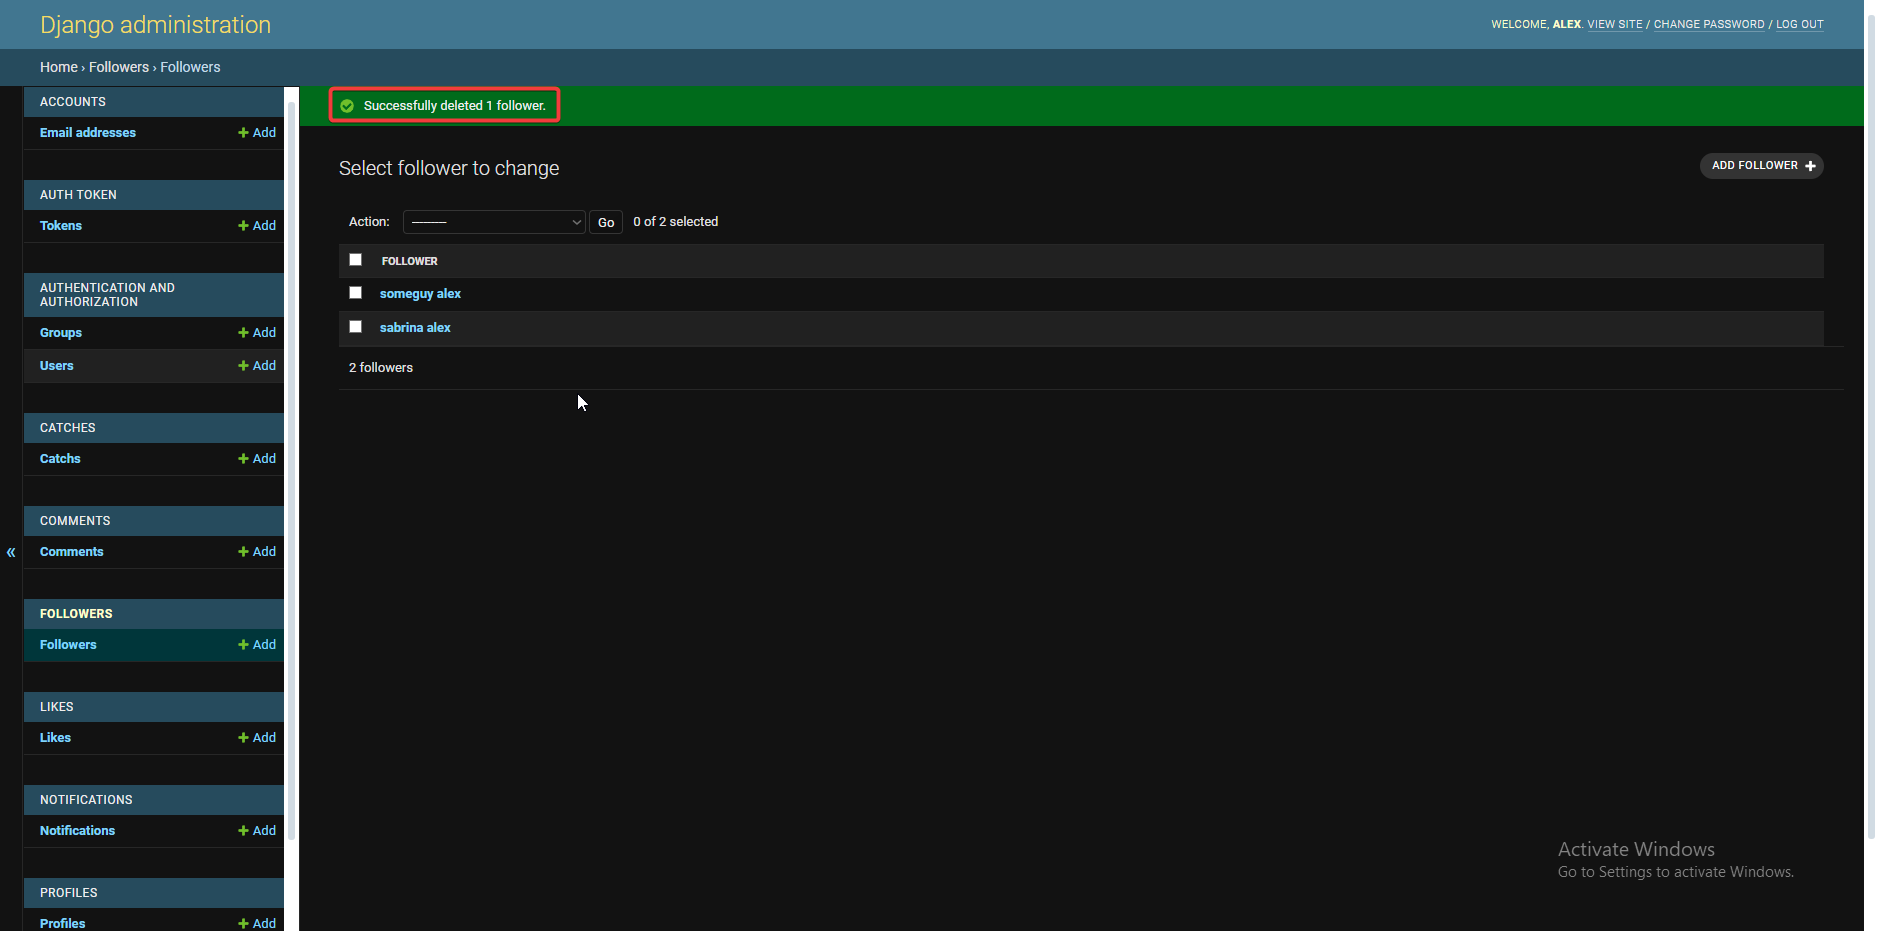 Django administration
WELCOME, ALEX. VIEW SITE / CHANGE PASSWORD / LOG OUT
Home › Followers › Followers
ACCOUNTS
Email addresses
Add
AUTH TOKEN
Tokens
Add
AUTHENTICATION AND
AUTHORIZATION
Groups
Add
Users
Add
CATCHES
Catchs
Add
COMMENTS
Comments
Add
«
FOLLOWERS
Followers
Add
LIKES
Likes
Add
NOTIFICATIONS
Notifications
Add
PROFILES
Profiles
Add
Successfully deleted 1 follower.
Select follower to change
ADD FOLLOWER
Action: --------- Go 0 of 2 selected
FOLLOWER
someguy alex
sabrina alex
2 followers
Activate Windows
Go to Settings to activate Windows.